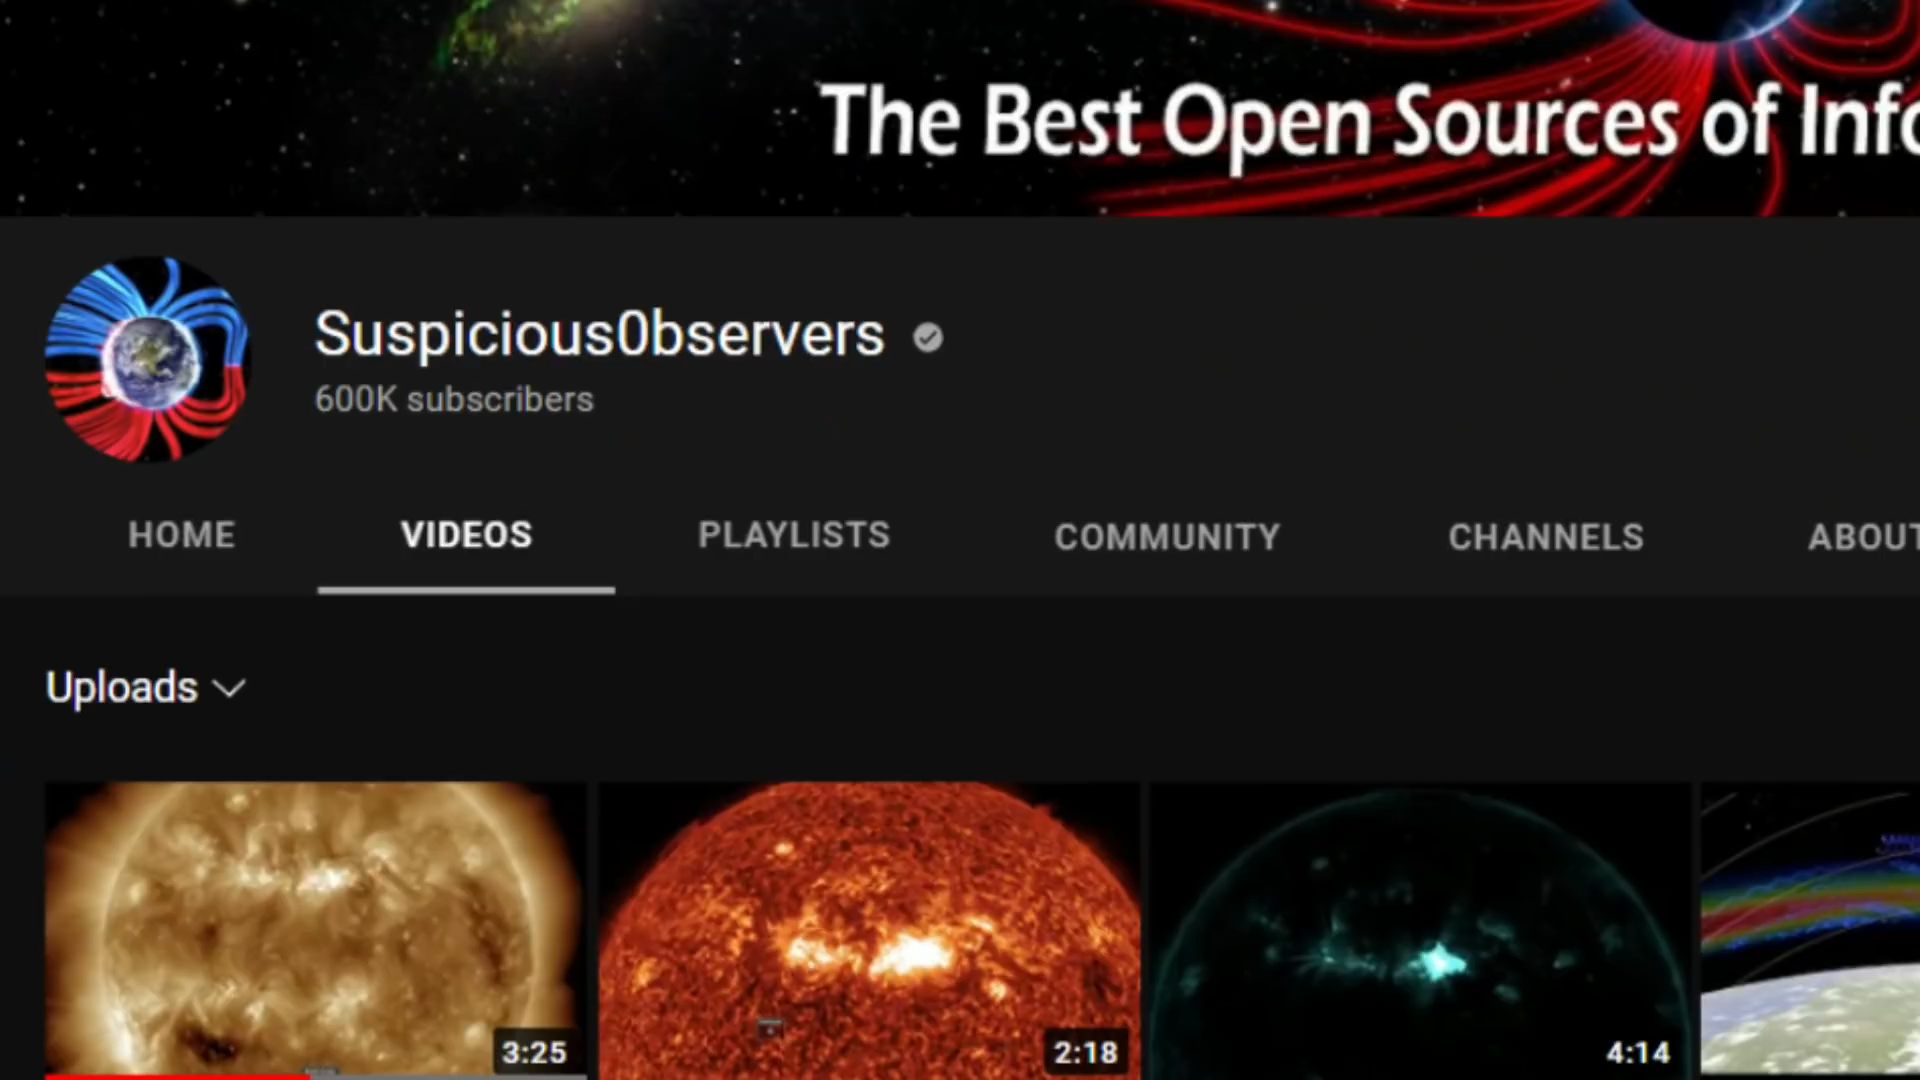 The Best Open Sources of Info
Suspicious0bservers
600K subscribers
HOME
VIDEOS
PLAYLISTS
COMMUNITY
CHANNELS
ABOUT
Uploads
3:25
2:18
4:14